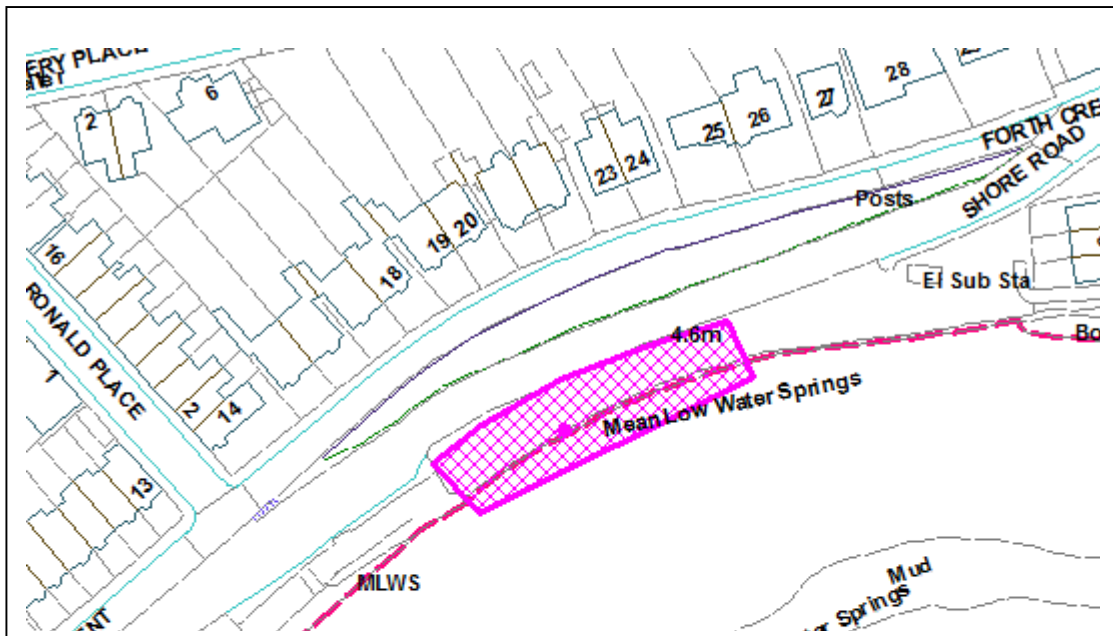 ERY PLACE
2
6
28
27
26
25
24
23
FORTH CRE
SHORE ROAD
Posts
20
19
18
16
El Sub Sta
RONALD PLACE
1
4.6m
Bo
2
14
Mean Low Water Springs
13
MLWS
Mud
ter Springs
ENT